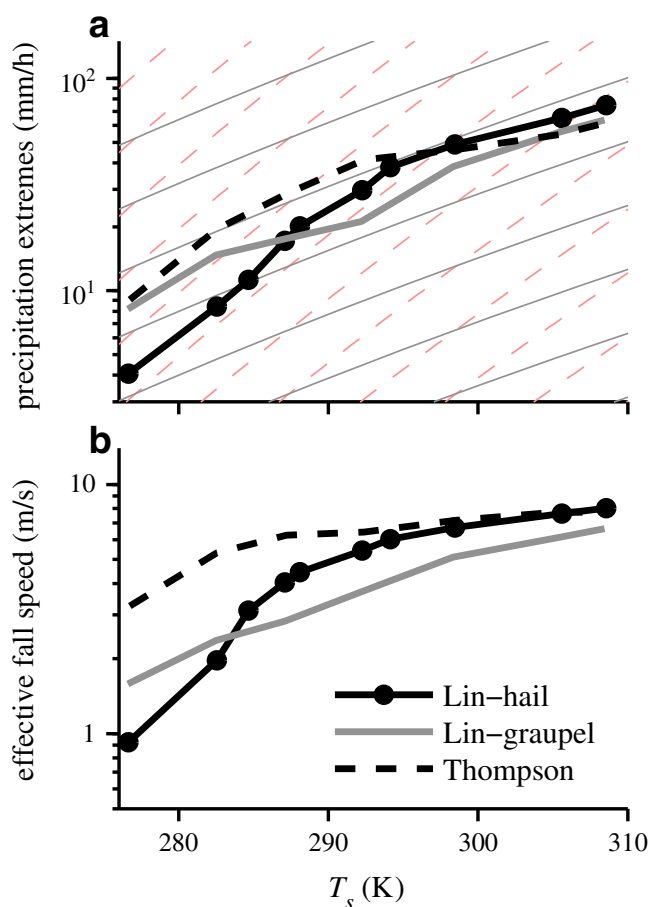 a
precipitation extremes (mm/h)
10²
10¹
b
effective fall speed (m/s)
10
1
Lin−hail
Lin−graupel
Thompson
280
290
300
310
Tₛ (K)